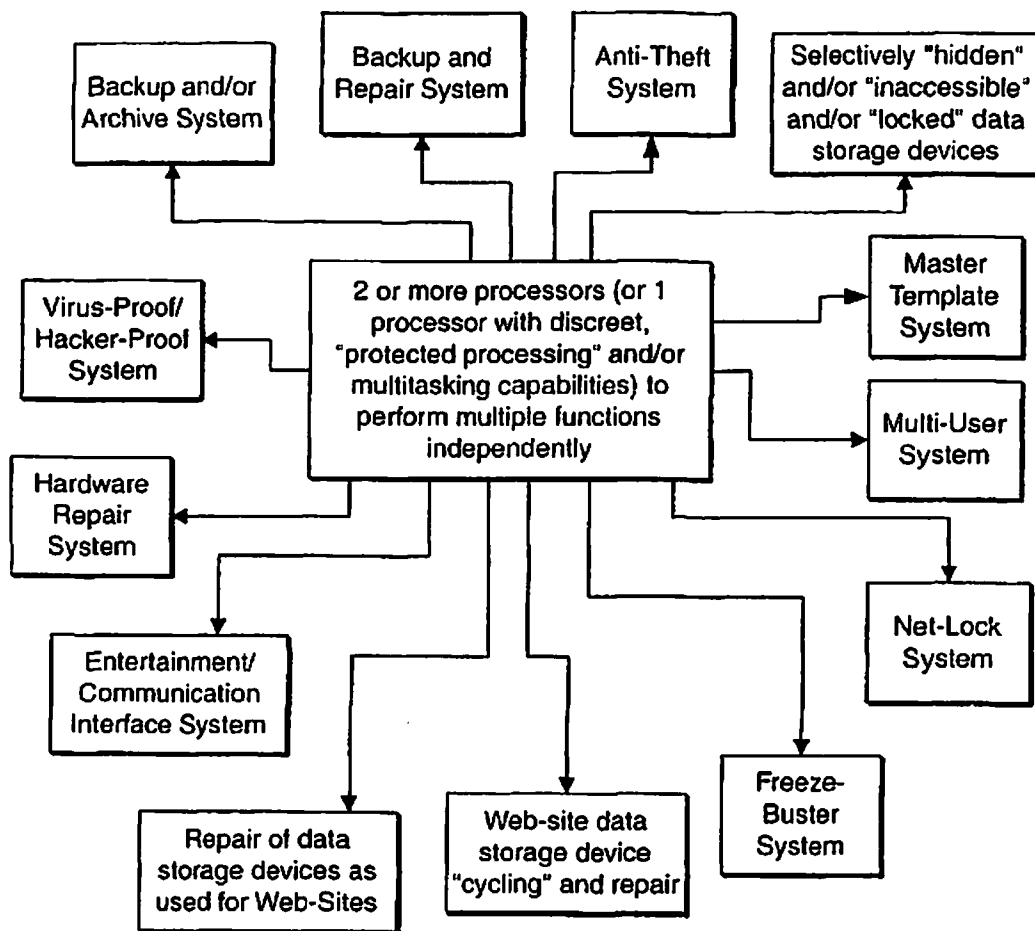 Backup and/or
Archive System
Backup and
Repair System
Anti-Theft
System
Selectively "hidden"
and/or "inaccessible"
and/or "locked" data
storage devices
Virus-Proof/
Hacker-Proof
System
2 or more processors (or 1
processor with discreet,
"protected processing" and/or
multitasking capabilities) to
perform multiple functions
independently
Master
Template
System
Multi-User
System
Hardware
Repair
System
Net-Lock
System
Entertainment/
Communication
Interface System
Repair of data
storage devices as
used for Web-Sites
Web-site data
storage device
"cycling" and repair
Freeze-
Buster
System